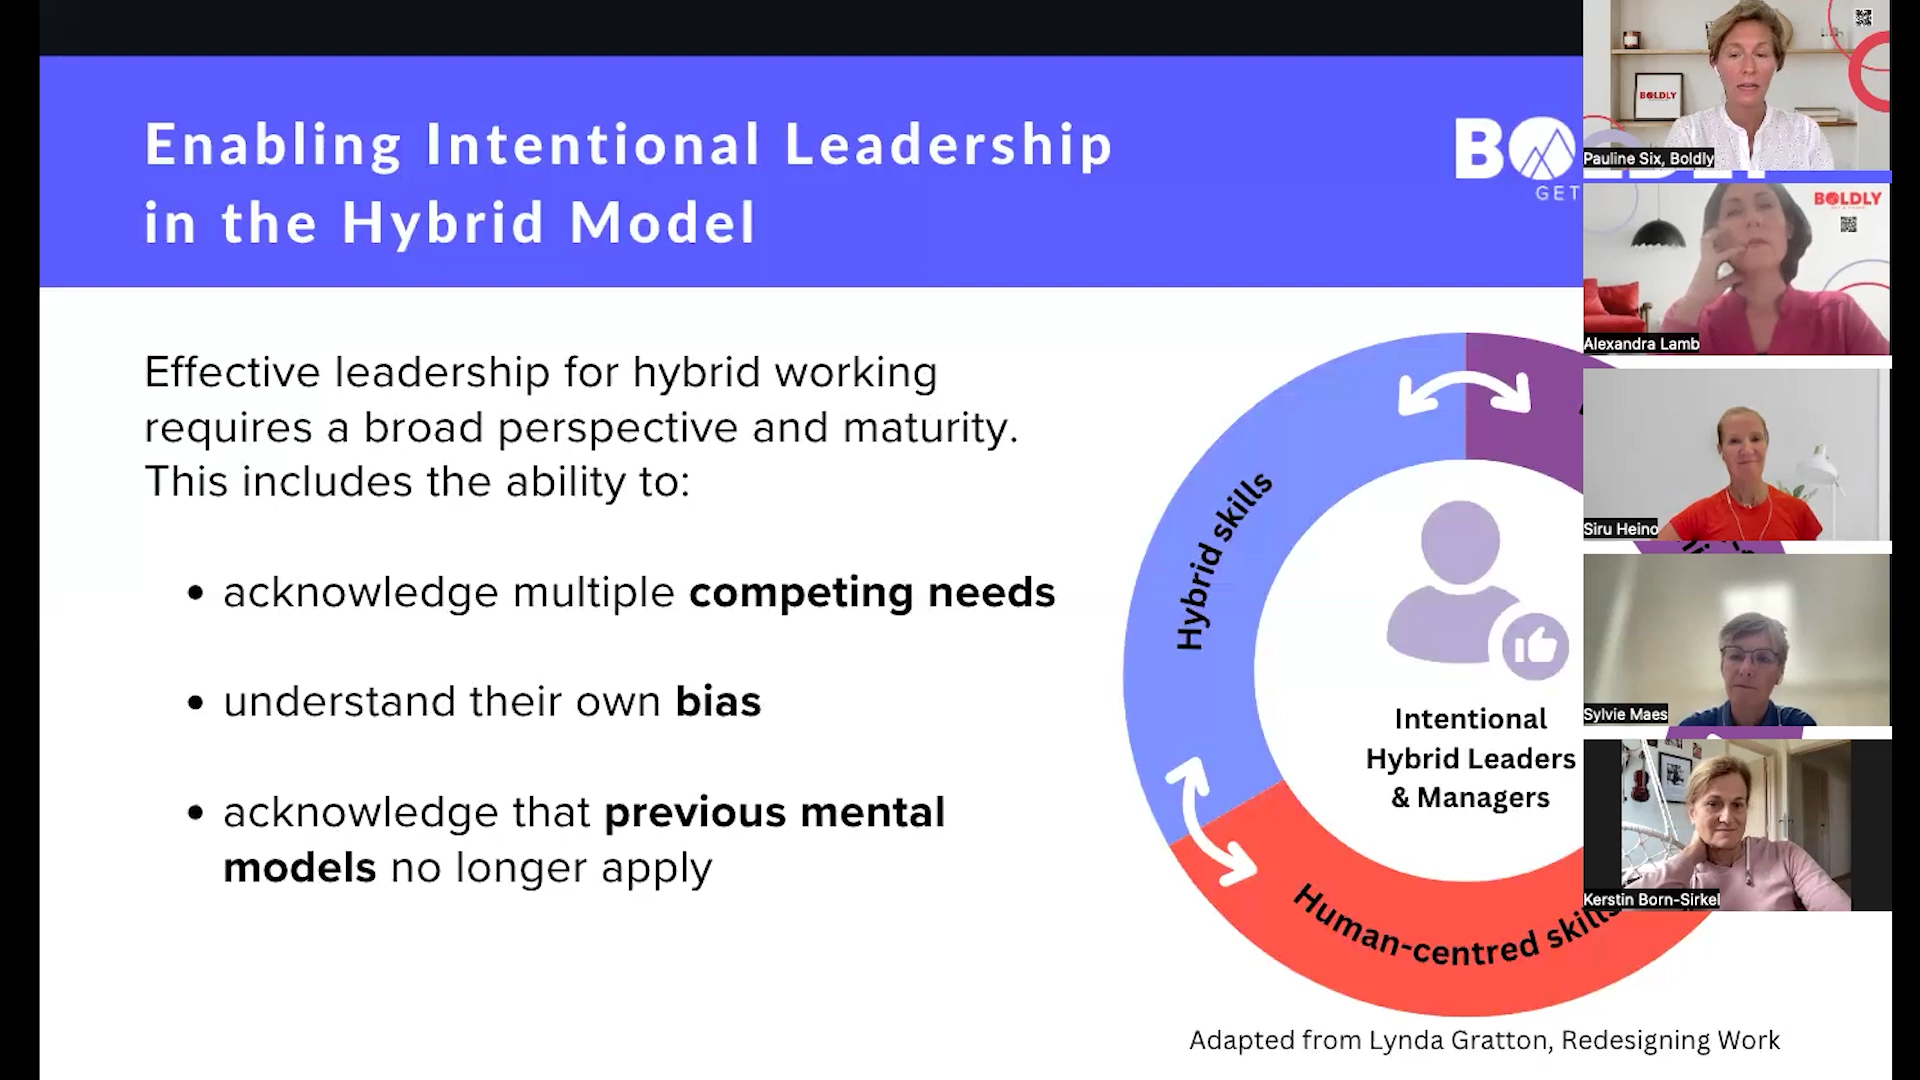 Enabling Intentional Leadership
in the Hybrid Model
BO
GET
Effective leadership for hybrid working
requires a broad perspective and maturity.
This includes the ability to:
• acknowledge multiple competing needs
• understand their own bias
• acknowledge that previous mental
models no longer apply
Hybrid skills
Human-centred skills
Intentional
Hybrid Leaders
& Managers
Adapted from Lynda Gratton, Redesigning Work
BOLDLY
Pauline Six, Boldly
BOLDLY
Alexandra Lamb
Siru Heino
Sylvie Maes
Kerstin Born-Sirkel